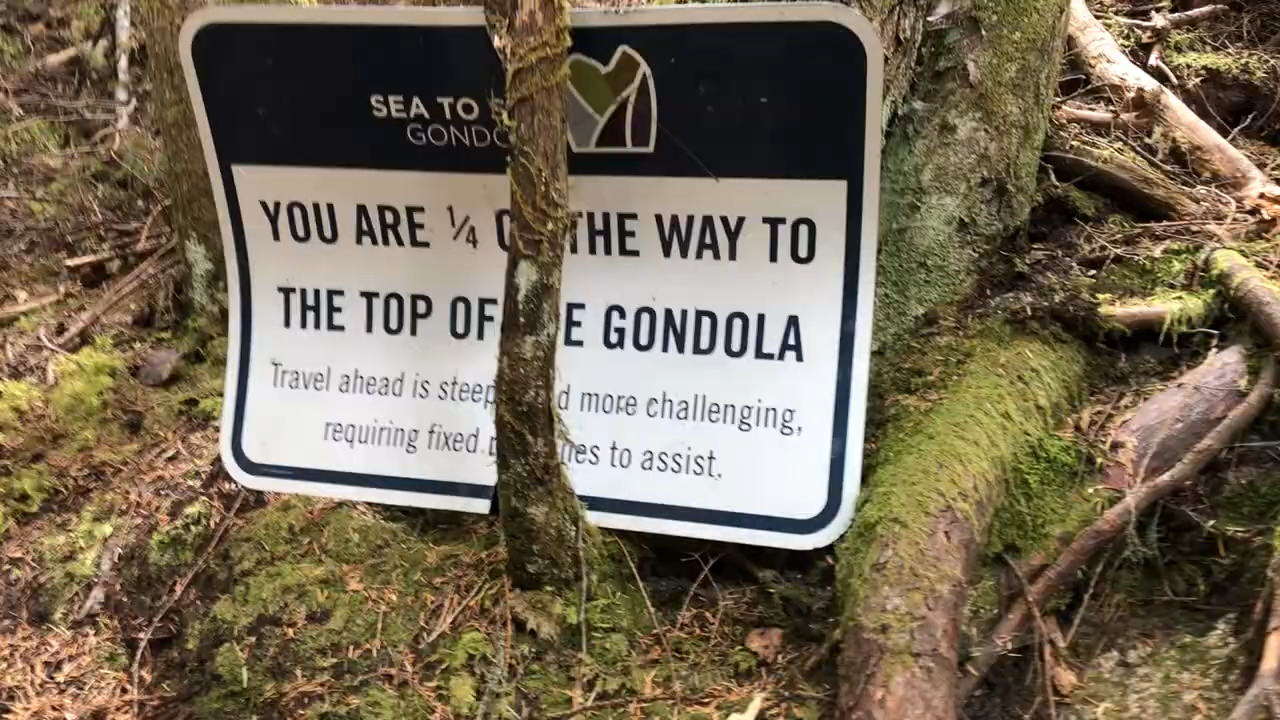 SEA TO
GONDO
YOU ARE ¼ THE WAY TO
THE TOP OF GONDOLA
Travel ahead is steep more challenging,
requiring fixed to assist.